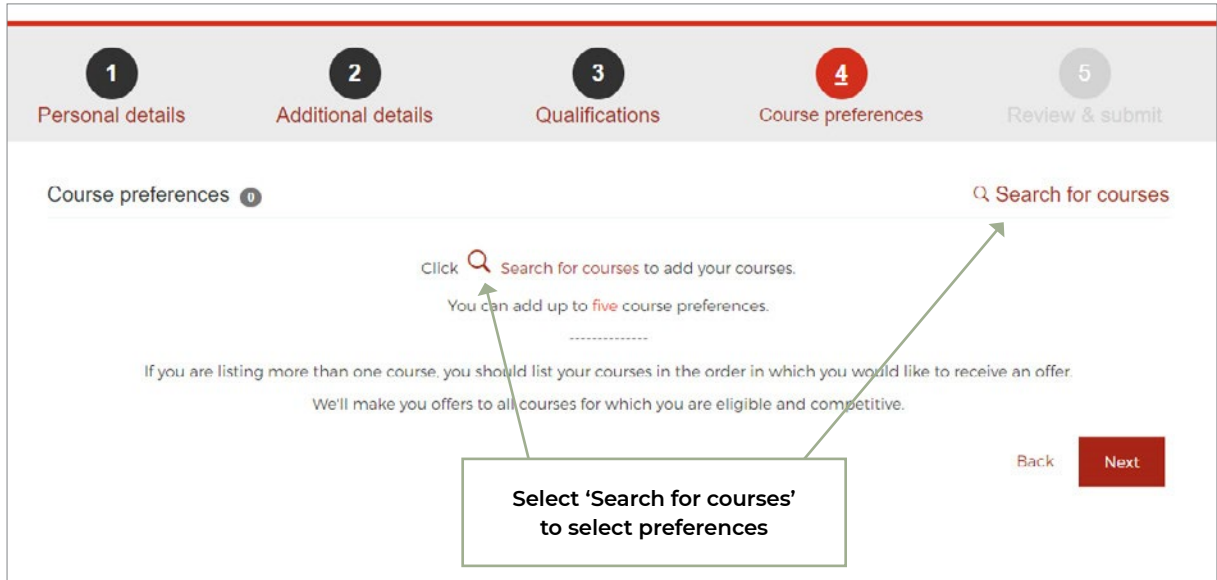 1 2 3 4 5
Personal details Additional details Qualifications Course preferences Review & submit
Course preferences 0 Search for courses
Click Search for courses to add your courses.
You can add up to five course preferences.
--------------
If you are listing more than one course, you should list your courses in the order in which you would like to receive an offer.
We'll make you offers to all courses for which you are eligible and competitive.
Back Next
Select ‘Search for courses’
to select preferences